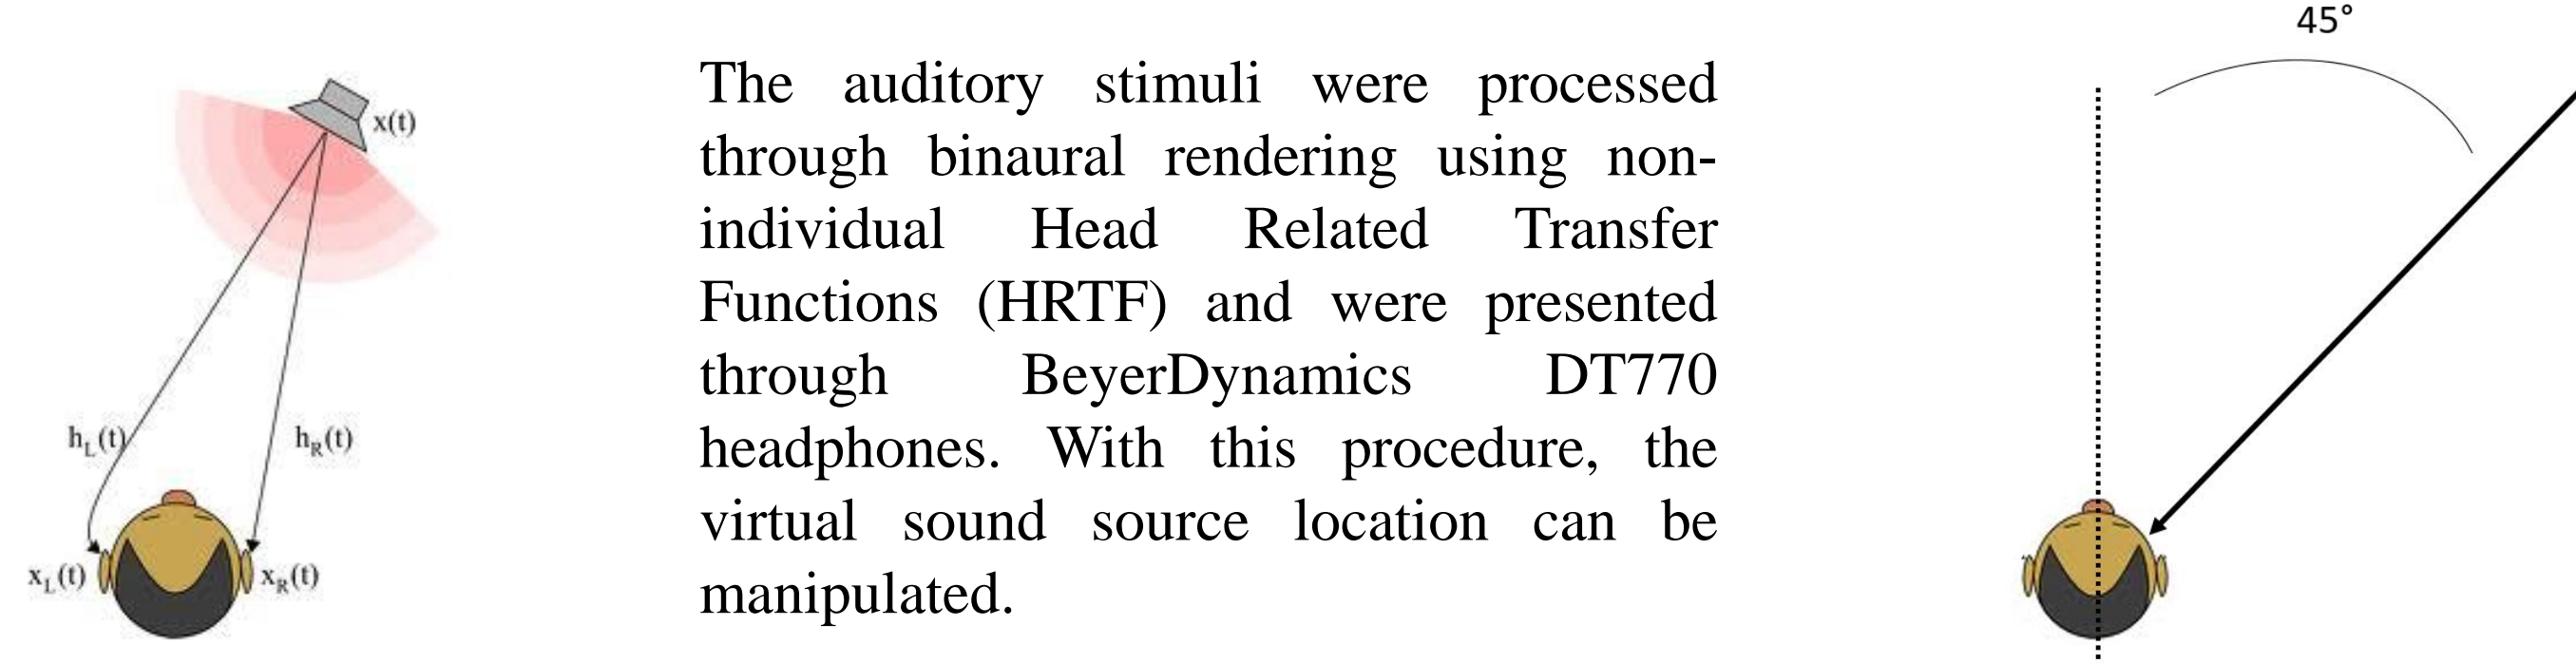 x(t)
h_L(t)
h_R(t)
x_L(t)
x_R(t)
The auditory stimuli were processed
through binaural rendering using non-
individual Head Related Transfer
Functions (HRTF) and were presented
through BeyerDynamics DT770
headphones. With this procedure, the
virtual sound source location can be
manipulated.
45°